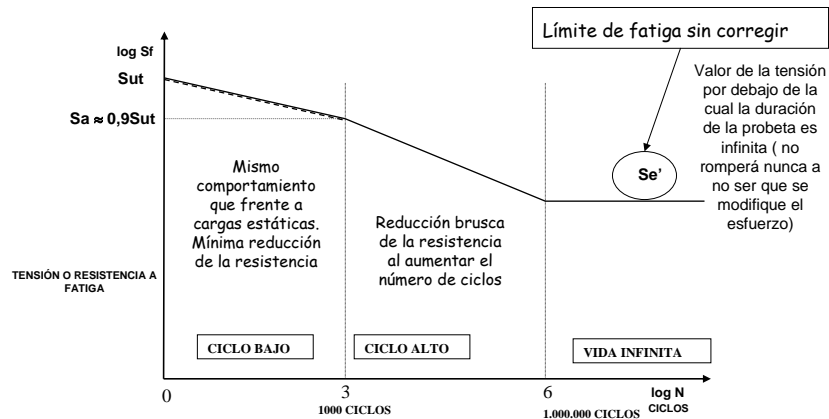 Límite de fatiga sin corregir
log Sf
Sut
Sa ≈ 0,9Sut
Valor de la tensión
por debajo de la
cual la duración
de la probeta es
infinita ( no
romperá nunca a
no ser que se
modifique el
esfuerzo)
Se’
Mismo
comportamiento
que frente a
cargas estáticas.
Mínima reducción
de la resistencia
Reducción brusca
de la resistencia
al aumentar el
número de ciclos
TENSIÓN O RESISTENCIA A
FATIGA
CICLO BAJO
CICLO ALTO
VIDA INFINITA
0
3
6
log N
1000 CICLOS
1.000.000 CICLOS
CICLOS